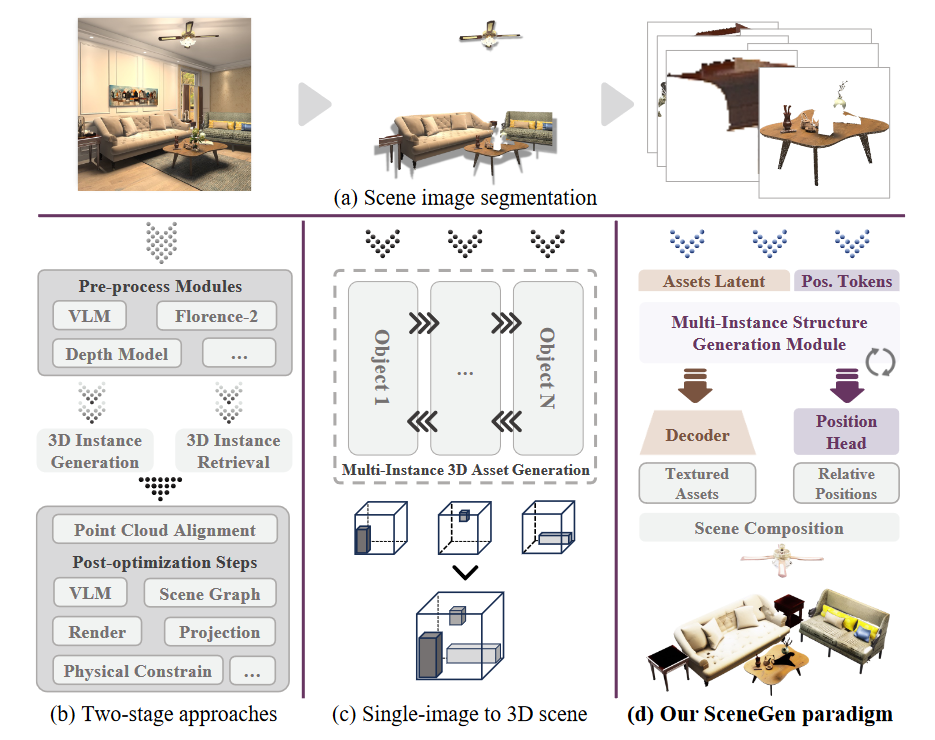 (a) Scene image segmentation
Pre-process Modules
VLM
Florence-2
Depth Model
...
3D Instance
Generation
3D Instance
Retrieval
Point Cloud Alignment
Post-optimization Steps
VLM
Scene Graph
Render
Projection
Physical Constrain
...
(b) Two-stage approaches
Object 1
...
Object N
Multi-Instance 3D Asset Generation
(c) Single-image to 3D scene
Assets Latent
Pos. Tokens
Multi-Instance Structure
Generation Module
Decoder
Position
Head
Textured
Assets
Relative
Positions
Scene Composition
(d) Our SceneGen paradigm